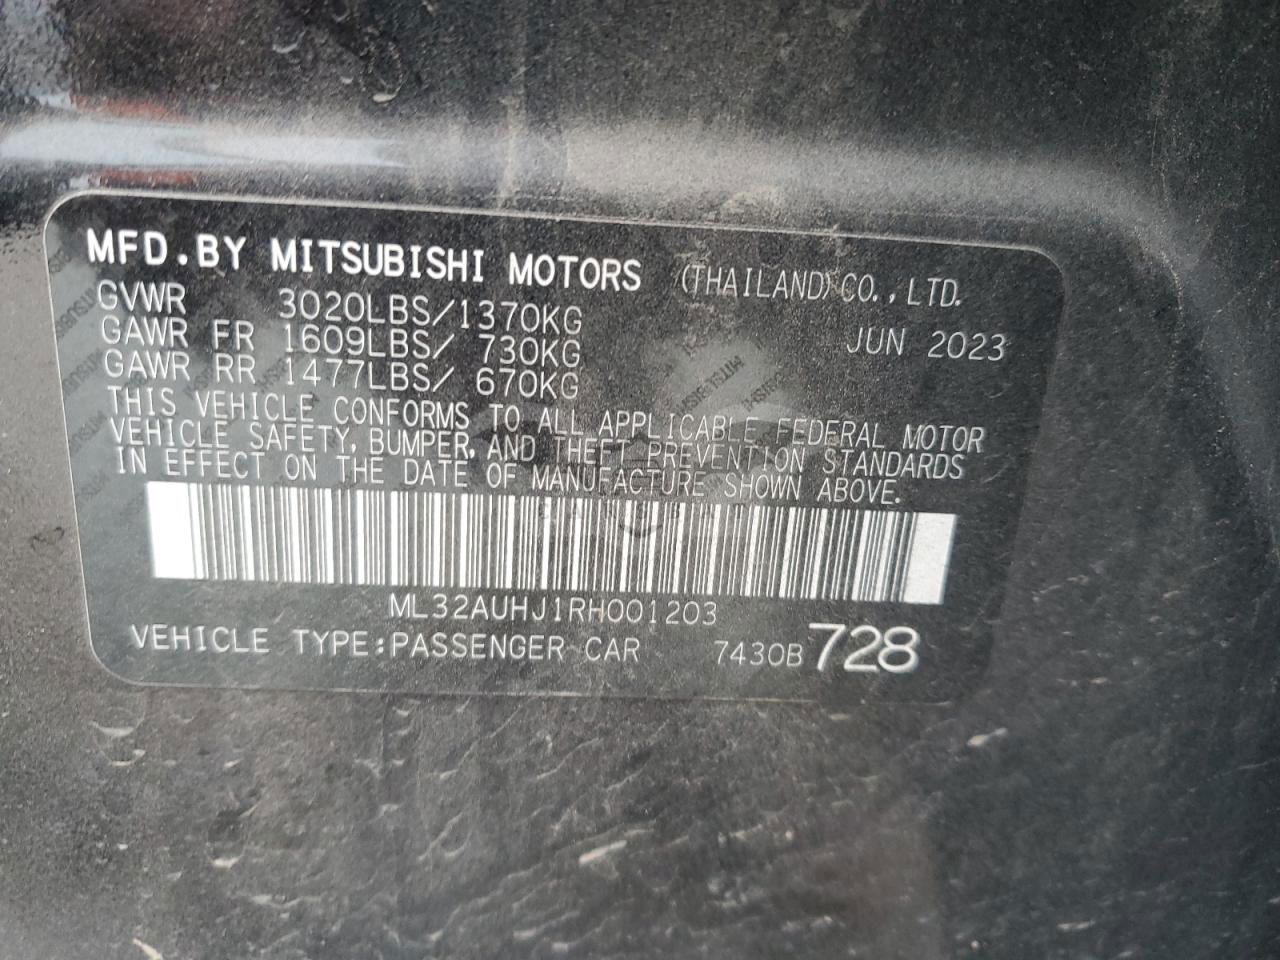 MFD.BY MITSUBISHI MOTORS (THAILAND) CO.,LTD.
GVWR 3020LBS/1370KG JUN 2023
GAWR FR 1609LBS/ 730KG
GAWR RR 1477LBS/ 670KG
THIS VEHICLE CONFORMS TO ALL APPLICABLE FEDERAL MOTOR
VEHICLE SAFETY, BUMPER, AND THEFT PREVENTION STANDARDS
IN EFFECT ON THE DATE OF MANUFACTURE SHOWN ABOVE.
ML32AUHJ1RH001203
VEHICLE TYPE:PASSENGER CAR 7430B 728